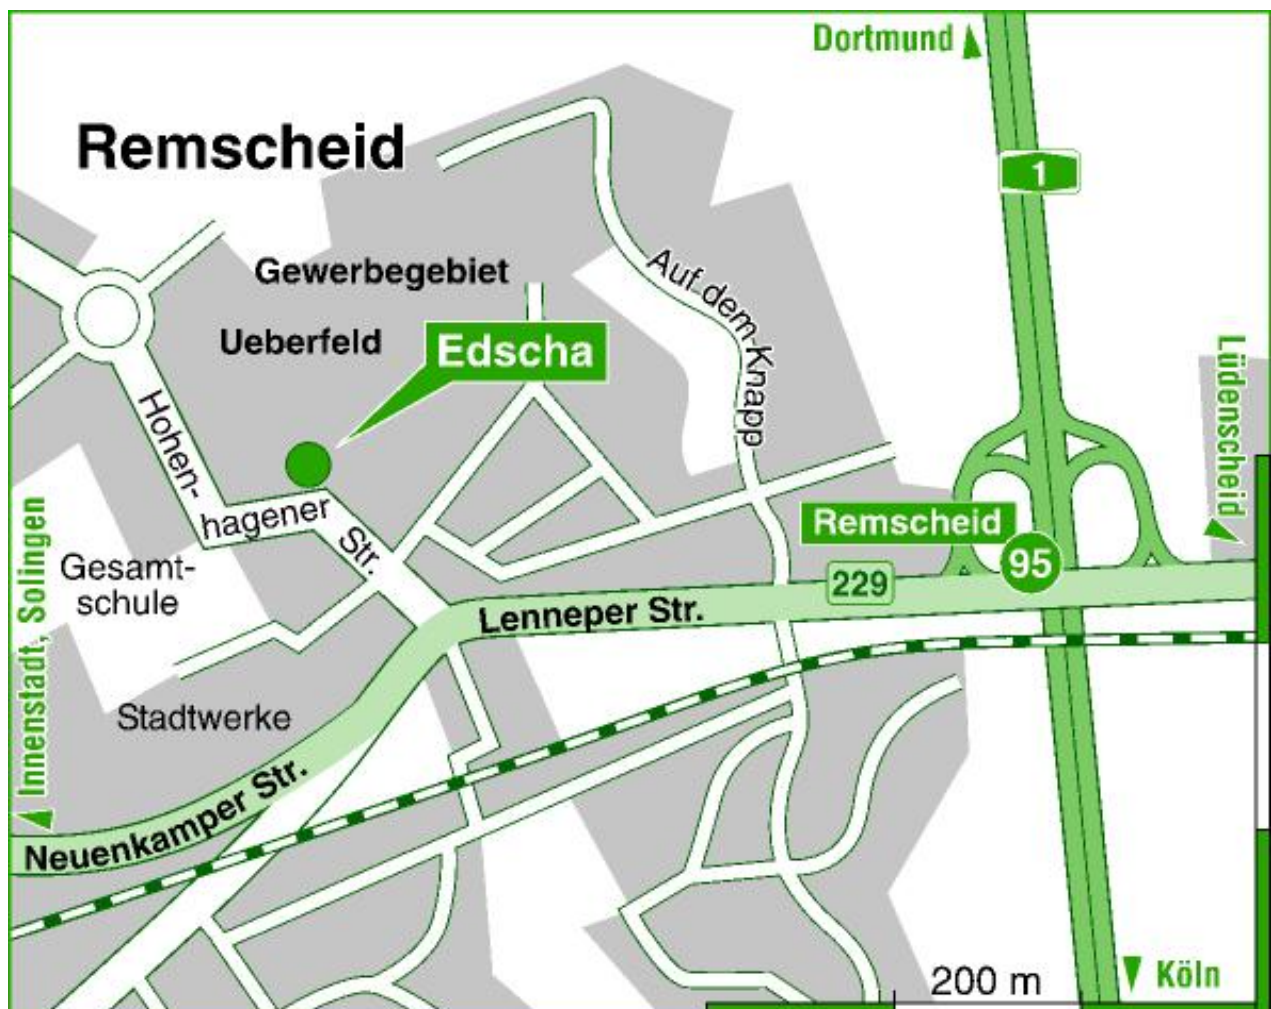 Dortmund
Remscheid
1
Gewerbegebiet
Auf dem Knapp
Ueberfeld
Edscha
Lüdenscheid
Hohen-
hagener
Str.
Remscheid
Innenstadt, Solingen
Gesamt-
schule
95
229
Lenneper Str.
Stadtwerke
Neuenkamper Str.
200 m
Köln